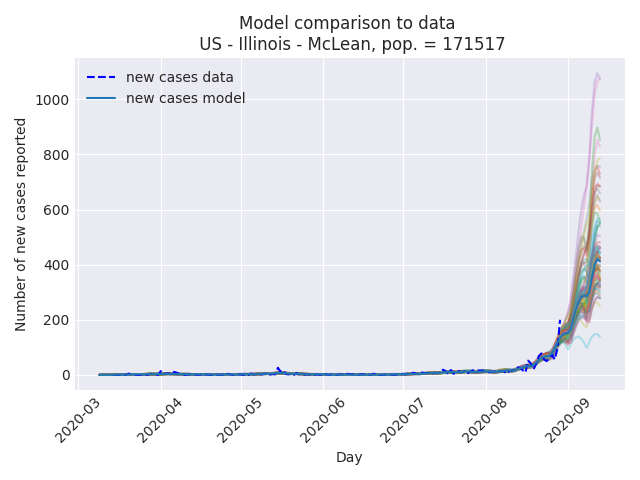 Model comparison to data
US - Illinois - McLean, pop. = 171517
new cases data
new cases model
Number of new cases reported
1000
800
600
400
200
0
2020-03
2020-04
2020-05
2020-06
2020-07
2020-08
2020-09
Day